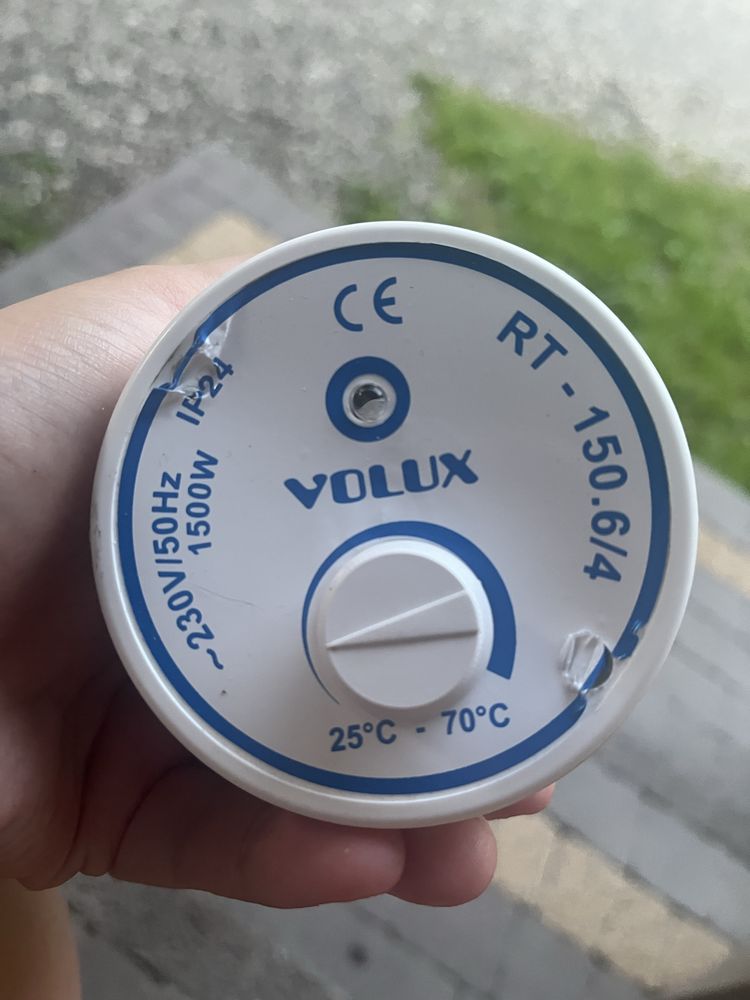 CE
RT - 150.6/4
IP24
~230V/50Hz
1500W
VOLUX
25°C - 70°C